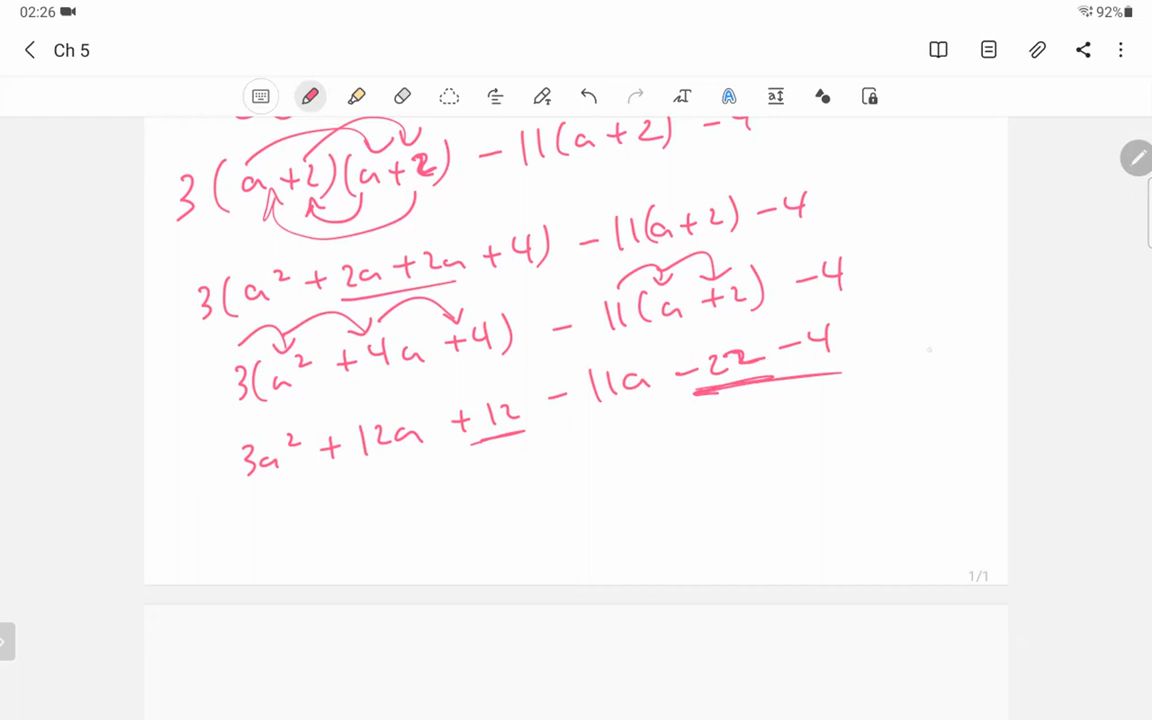 02:26 92%
Ch 5
3(a+2)(a+2) - 11(a+2) - 4
3(a² + 2a + 2a + 4) - 11(a+2) - 4
3(a² + 4a + 4) - 11(a+2) - 4
3a² + 12a + 12 - 11a - 22 - 4
1/1